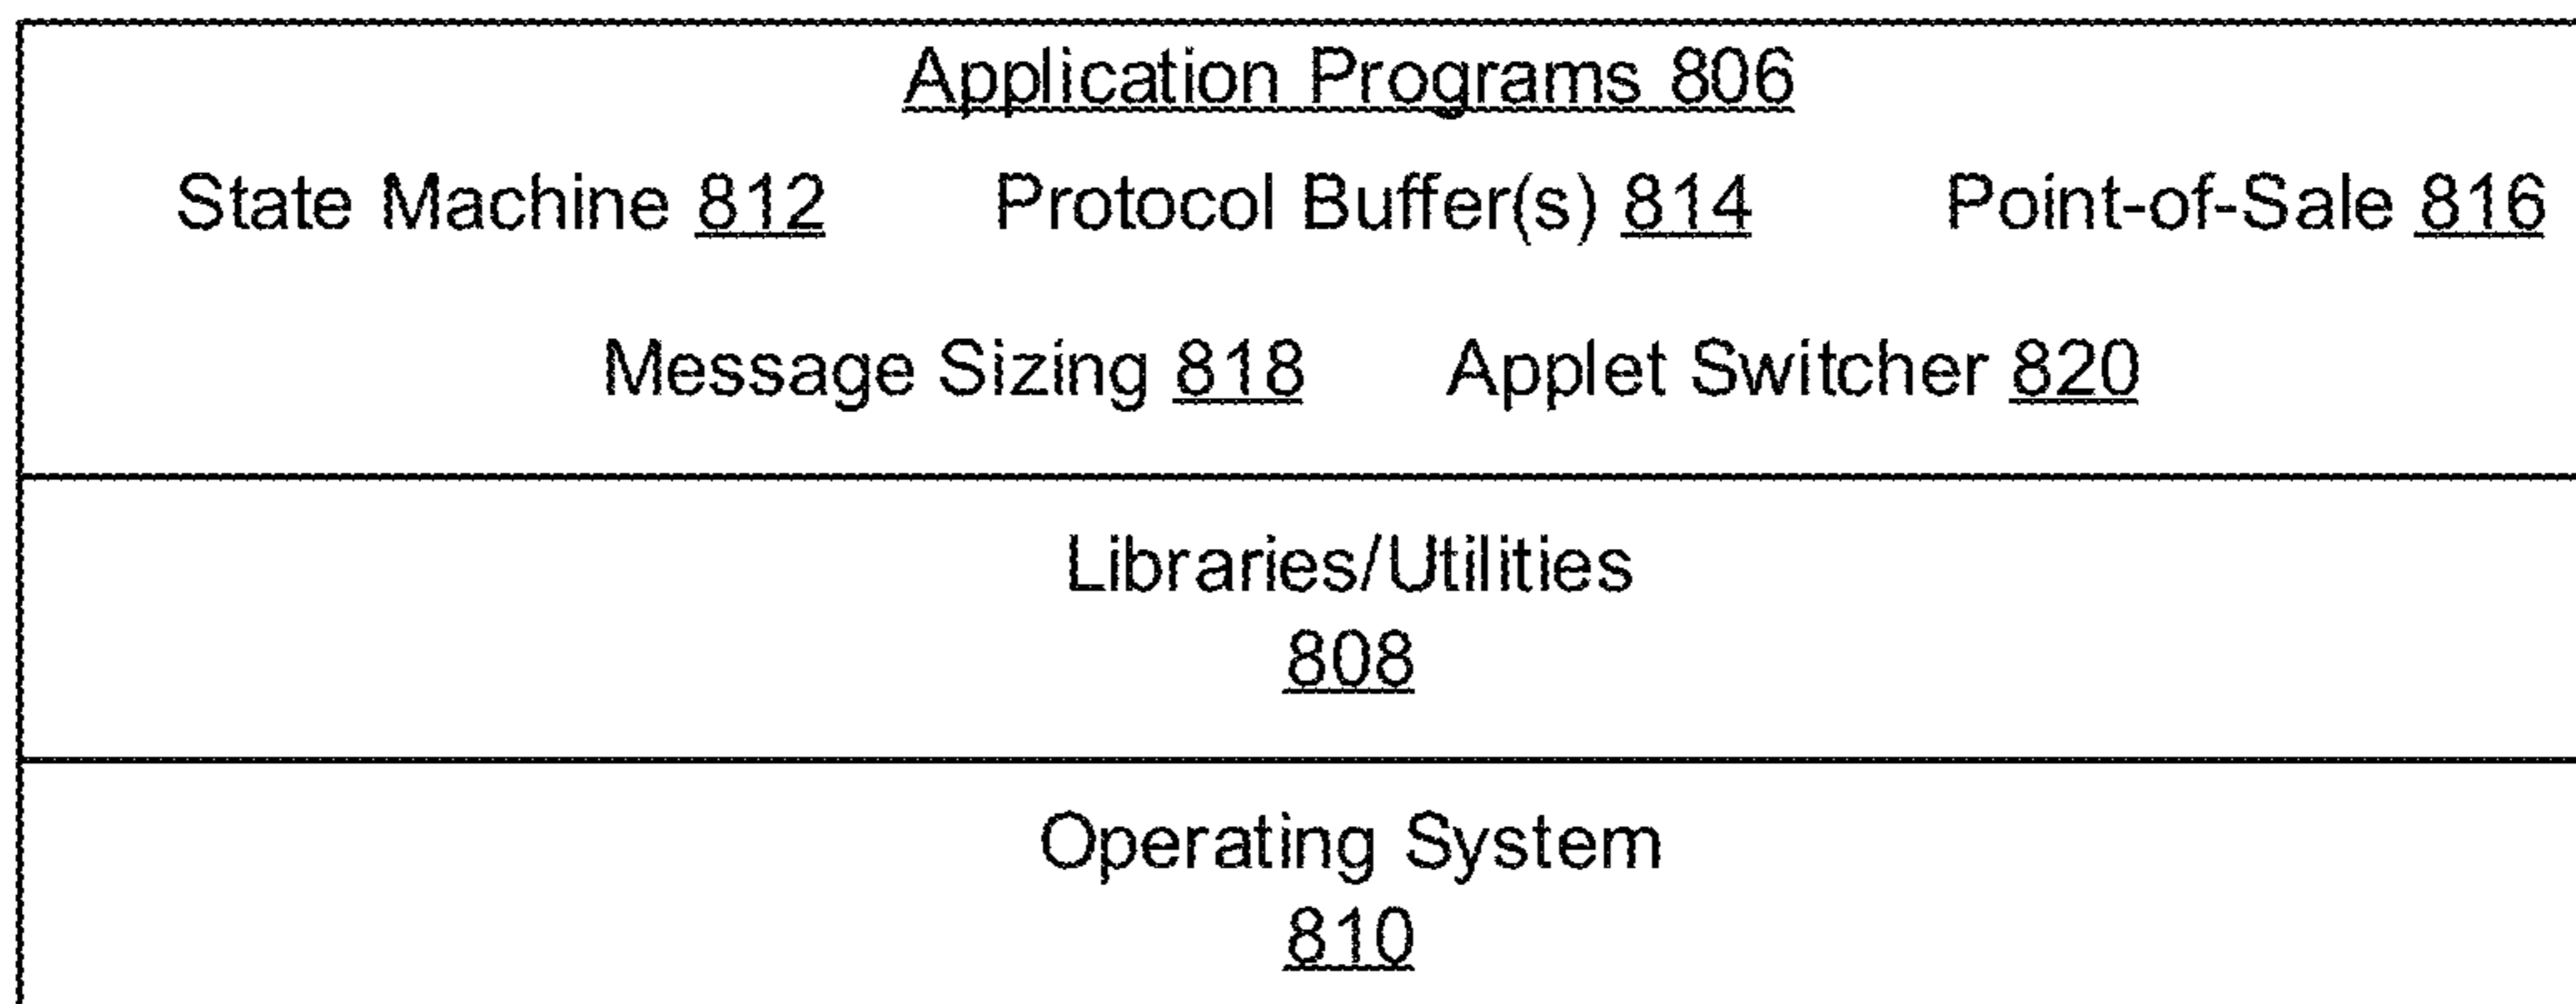 Application Programs 806
State Machine 812 Protocol Buffer(s) 814 Point-of-Sale 816
Message Sizing 818 Applet Switcher 820
Libraries/Utilities
808
Operating System
810